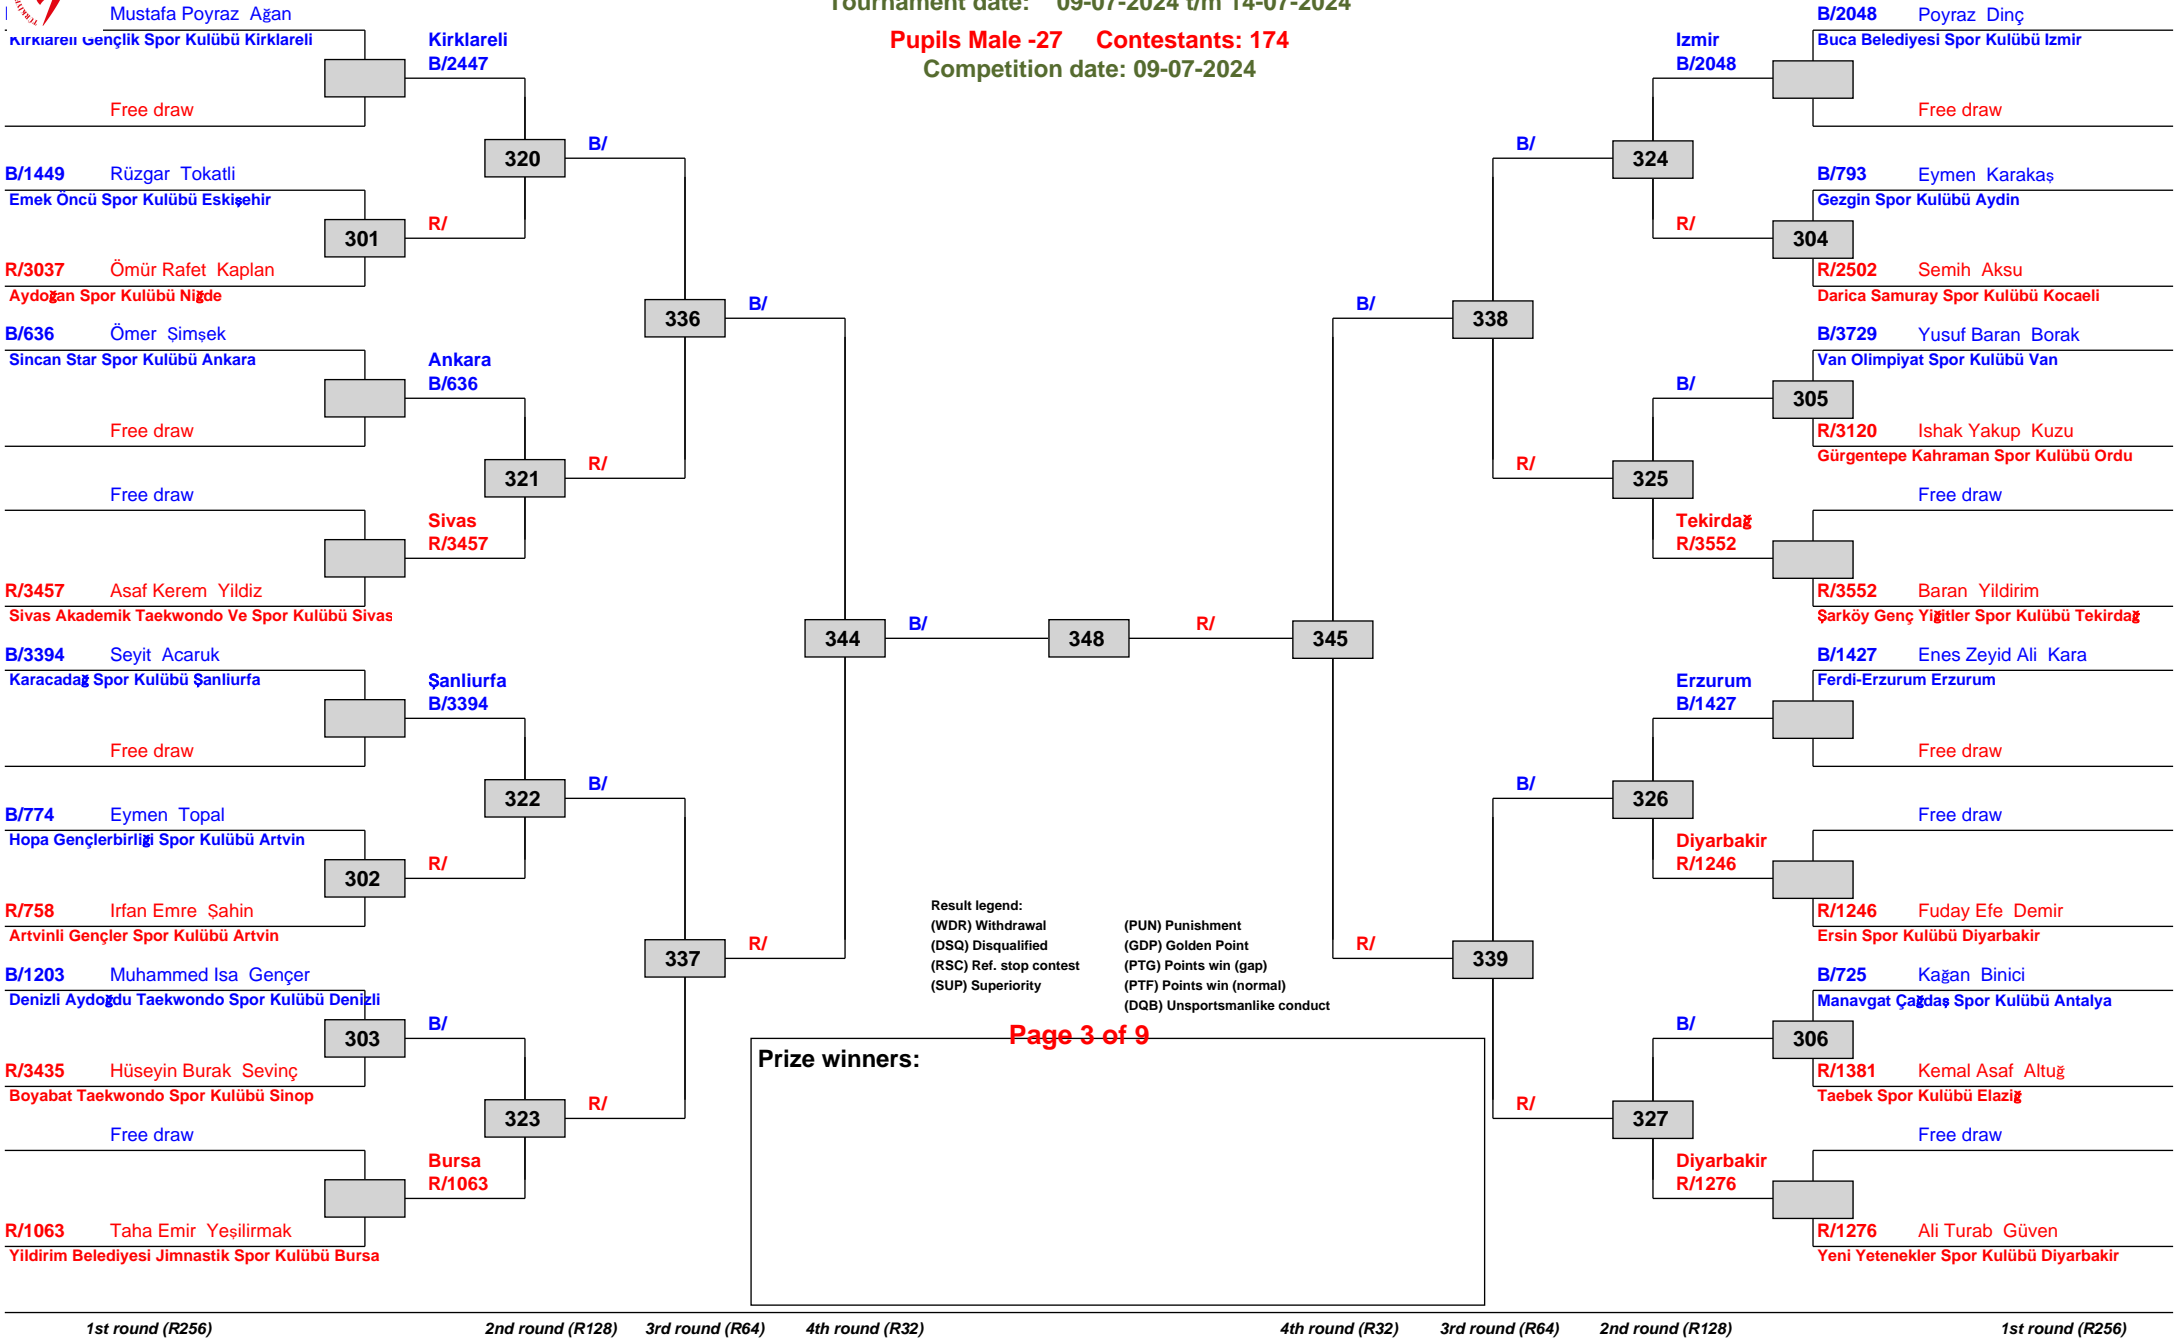 Tournament date: 09-07-2024 t/m 14-07-2024
Pupils Male -27 Contestants: 174
Competition date: 09-07-2024
Mustafa Poyraz Ağan
Kirklareli Gençlik Spor Kulübü Kirklareli
Free draw
Kirklareli
B/2447
B/1449 Rüzgar Tokatli
Emek Öncü Spor Kulübü Eskişehir
301
R/3037 Ömür Rafet Kaplan
Aydoğan Spor Kulübü Niğde
R/
320
B/
B/636 Ömer Şimşek
Sincan Star Spor Kulübü Ankara
Free draw
Ankara
B/636
Free draw
R/3457 Asaf Kerem Yildiz
Sivas Akademik Taekwondo Ve Spor Kulübü Sivas
Sivas
R/3457
321
R/
336
B/
B/3394 Seyit Acaruk
Karacadağ Spor Kulübü Şanliurfa
Free draw
Şanliurfa
B/3394
B/774 Eymen Topal
Hopa Gençlerbirliği Spor Kulübü Artvin
302
R/758 Irfan Emre Şahin
Artvinli Gençler Spor Kulübü Artvin
R/
322
B/
B/1203 Muhammed Isa Gençer
Denizli Aydoğdu Taekwondo Spor Kulübü Denizli
303
R/3435 Hüseyin Burak Sevinç
Boyabat Taekwondo Spor Kulübü Sinop
B/
Free draw
R/1063 Taha Emir Yeşilirmak
Yildirim Belediyesi Jimnastik Spor Kulübü Bursa
Bursa
R/1063
323
R/
337
R/
344
B/
348
R/
345
B/2048 Poyraz Dinç
Buca Belediyesi Spor Kulübü Izmir
Free draw
Izmir
B/2048
B/793 Eymen Karakaş
Gezgin Spor Kulübü Aydin
304
R/2502 Semih Aksu
Darica Samuray Spor Kulübü Kocaeli
R/
324
B/
B/3729 Yusuf Baran Borak
Van Olimpiyat Spor Kulübü Van
305
R/3120 Ishak Yakup Kuzu
Gürgentepe Kahraman Spor Kulübü Ordu
B/
Free draw
R/3552 Baran Yildirim
Şarköy Genç Yiğitler Spor Kulübü Tekirdağ
Tekirdağ
R/3552
325
R/
338
B/
B/1427 Enes Zeyid Ali Kara
Ferdi-Erzurum Erzurum
Free draw
Erzurum
B/1427
Free draw
R/1246 Fuday Efe Demir
Ersin Spor Kulübü Diyarbakir
Diyarbakir
R/1246
326
B/
B/725 Kağan Binici
Manavgat Çağdaş Spor Kulübü Antalya
306
R/1381 Kemal Asaf Altuğ
Taebek Spor Kulübü Elaziğ
B/
Free draw
R/1276 Ali Turab Güven
Yeni Yetenekler Spor Kulübü Diyarbakir
Diyarbakir
R/1276
327
R/
339
R/
Result legend:
(WDR) Withdrawal (PUN) Punishment
(DSQ) Disqualified (GDP) Golden Point
(RSC) Ref. stop contest (PTG) Points win (gap)
(SUP) Superiority (PTF) Points win (normal)
(DQB) Unsportsmanlike conduct
Page 3 of 9
Prize winners:
1st round (R256) 2nd round (R128) 3rd round (R64) 4th round (R32) 4th round (R32) 3rd round (R64) 2nd round (R128) 1st round (R256)